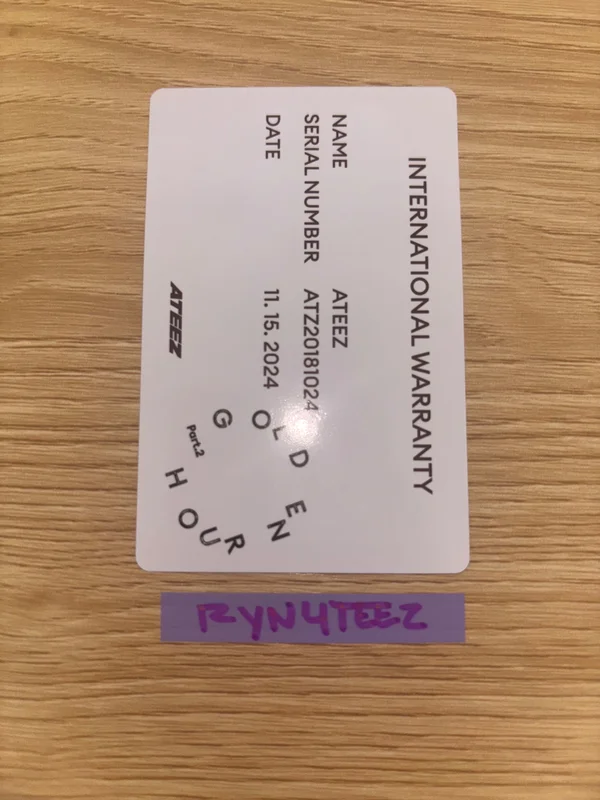 INTERNATIONAL WARRANTY
NAME ATEEZ
SERIAL NUMBER ATZ20181024
DATE 11. 15. 2024
ATEEZ
GOLDEN
HOUR
Part.2
RYN4TEEZ